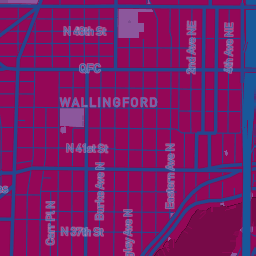 N 46th St
2nd Ave NE
4th Ave NE
QFC
WALLINGFORD
N 41st St
Burke Ave N
Eastern Ave N
Carr Pl N
N 37th St